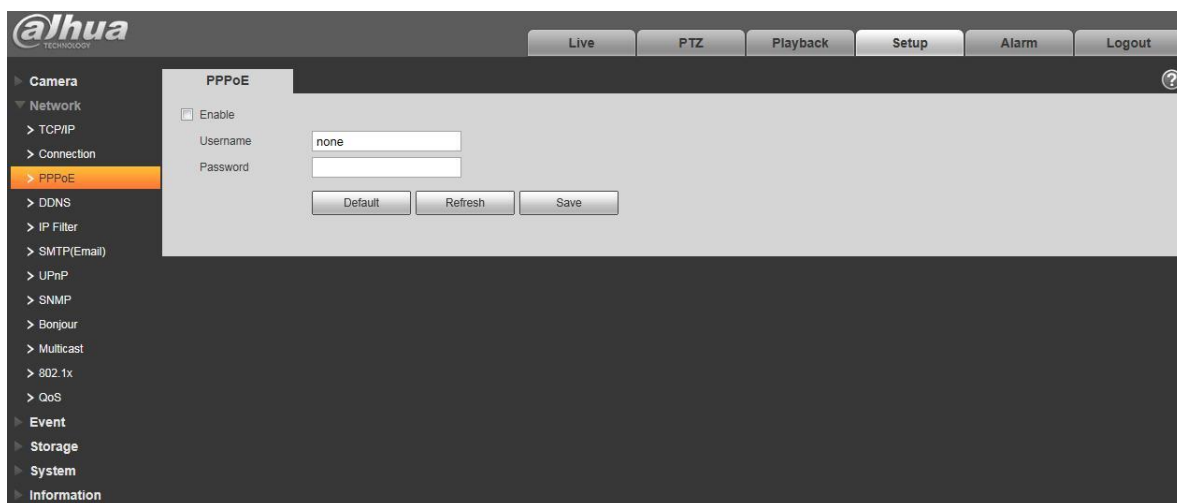 alhua
TECHNOLOGY
Live PTZ Playback Setup Alarm Logout
Camera
Network
> TCP/IP
> Connection
> PPPoE
> DDNS
> IP Filter
> SMTP(Email)
> UPnP
> SNMP
> Bonjour
> Multicast
> 802.1x
> QoS
Event
Storage
System
Information
PPPoE
?
Enable
Username none
Password
Default Refresh Save